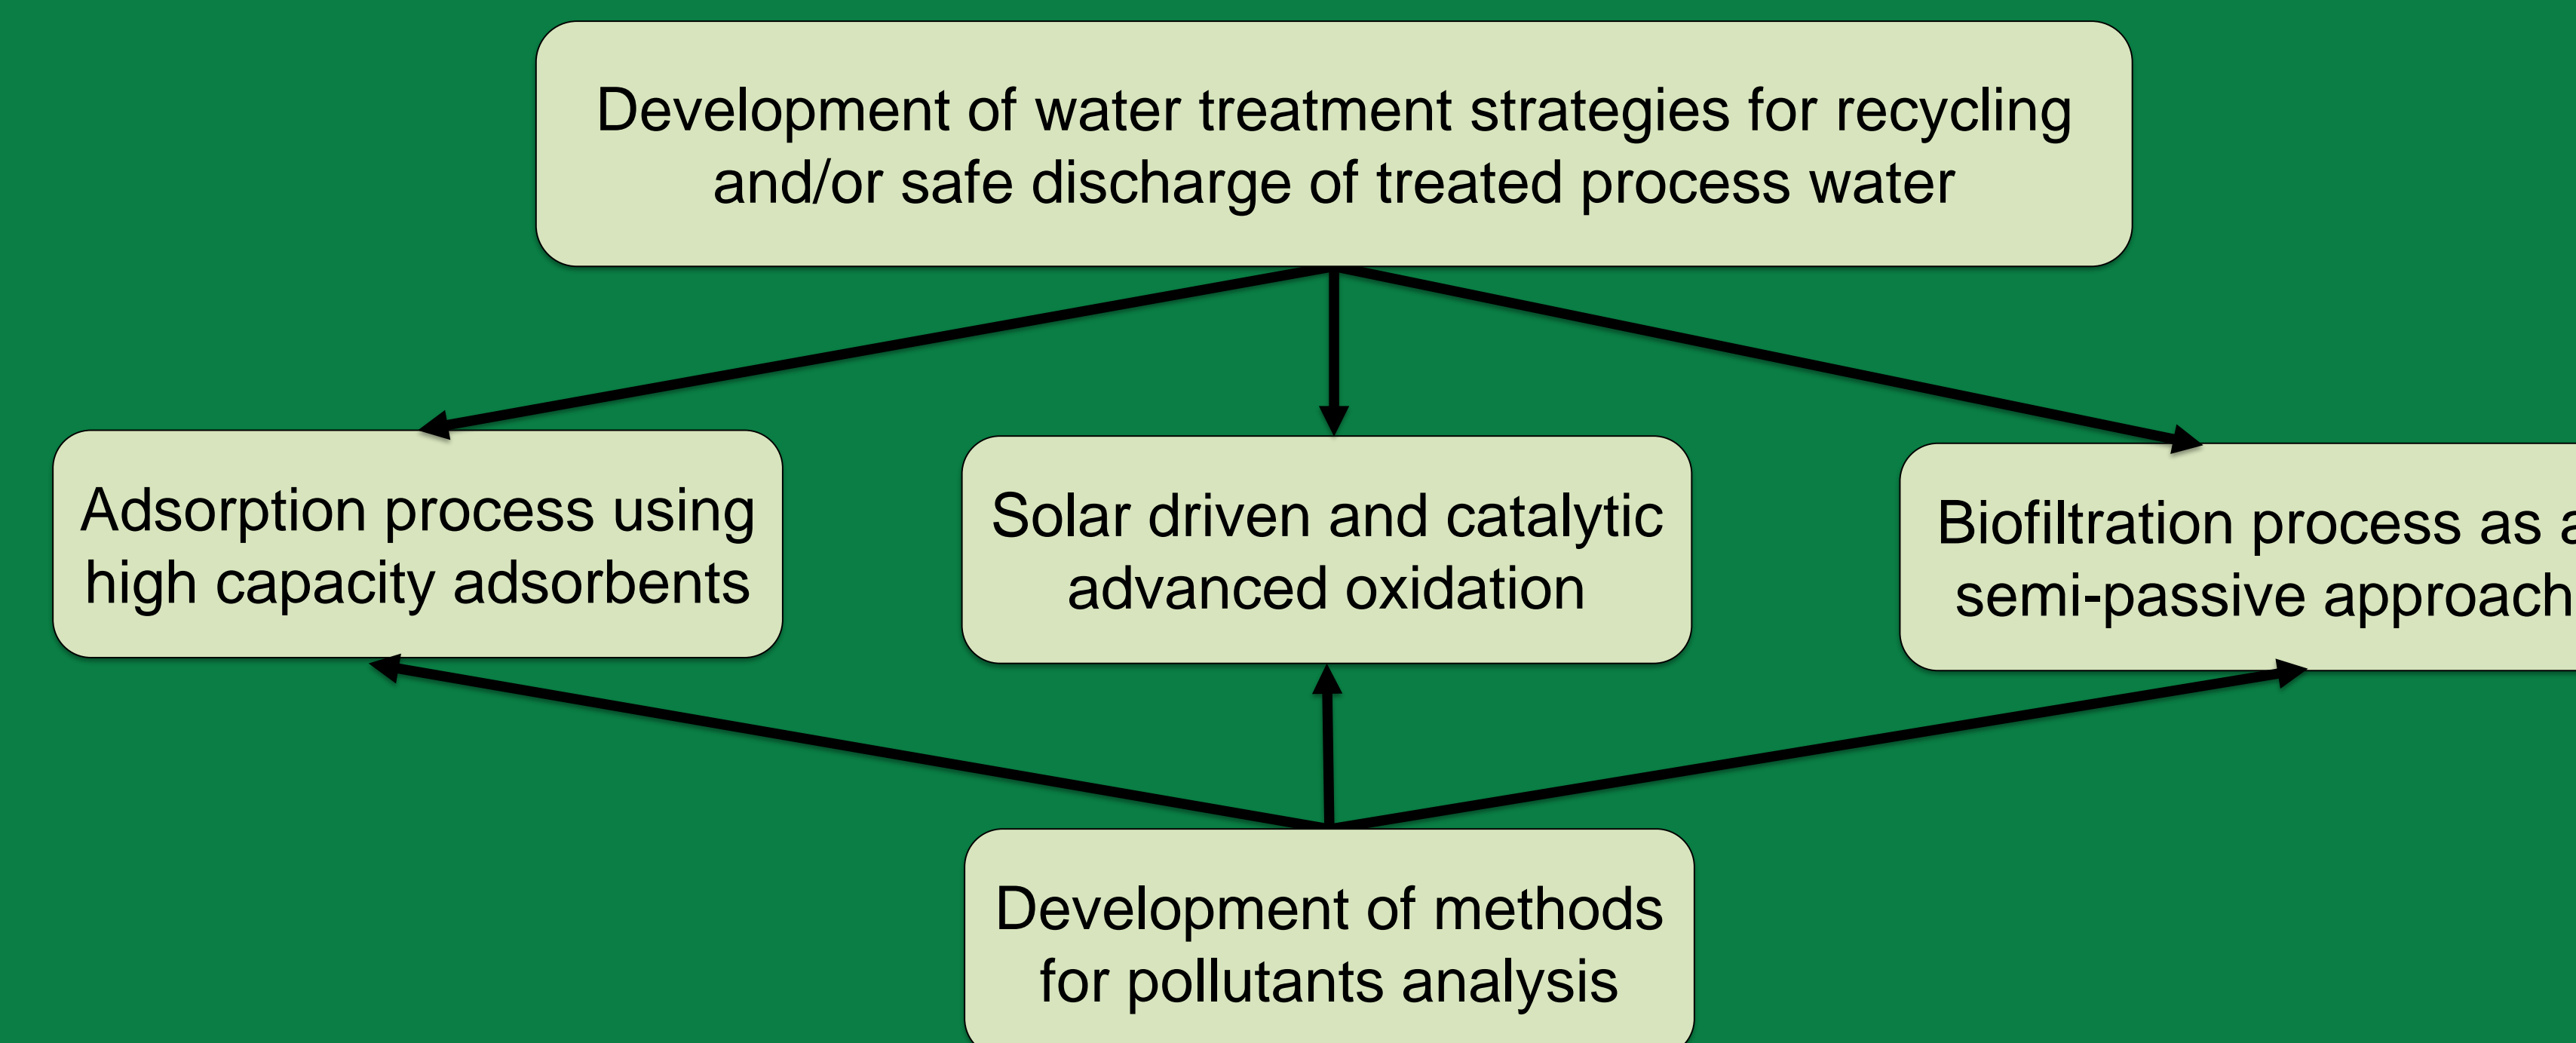 Development of water treatment strategies for recycling
and/or safe discharge of treated process water
Adsorption process using
high capacity adsorbents
Solar driven and catalytic
advanced oxidation
Biofiltration process as a
semi-passive approach
Development of methods
for pollutants analysis